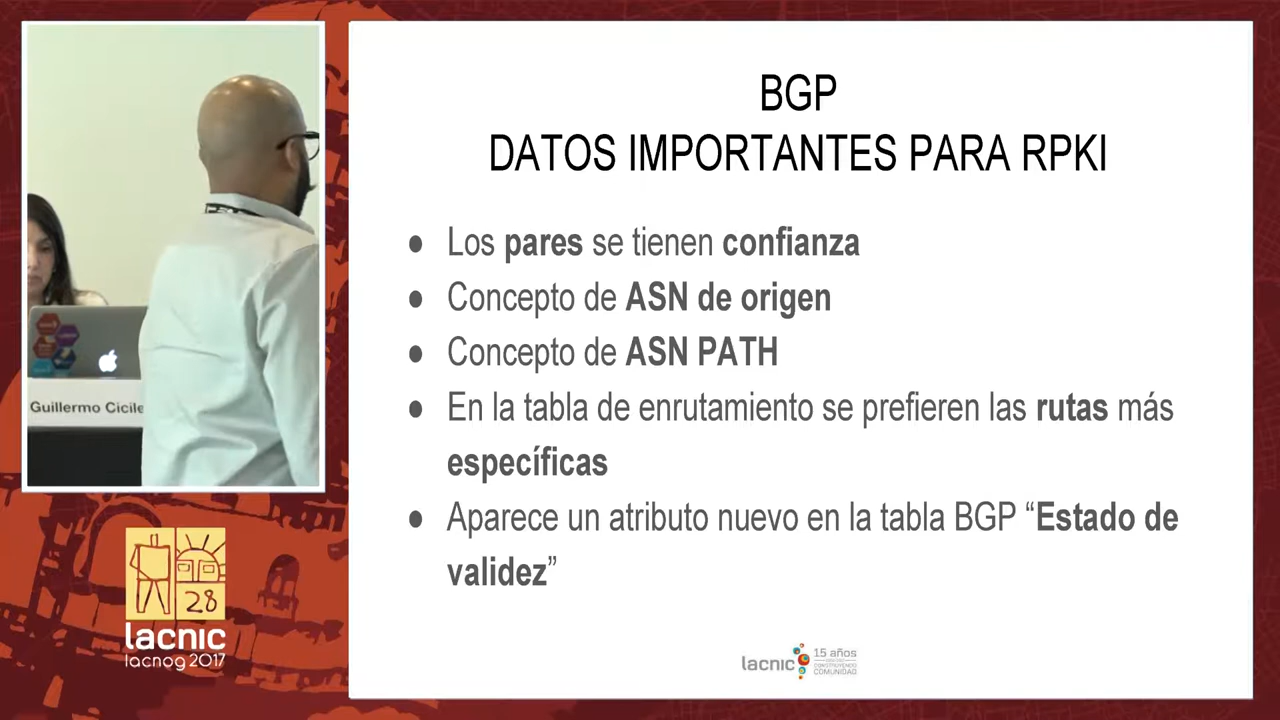 BGP
DATOS IMPORTANTES PARA RPKI
● Los pares se tienen confianza
● Concepto de ASN de origen
● Concepto de ASN PATH
● En la tabla de enrutamiento se prefieren las rutas más
específicas
● Aparece un atributo nuevo en la tabla BGP “Estado de
validez”
lacnic
15 años
CONSTRUYENDO
COMUNIDAD
Guillermo Cicile
28
lacnic
lacnog 2017